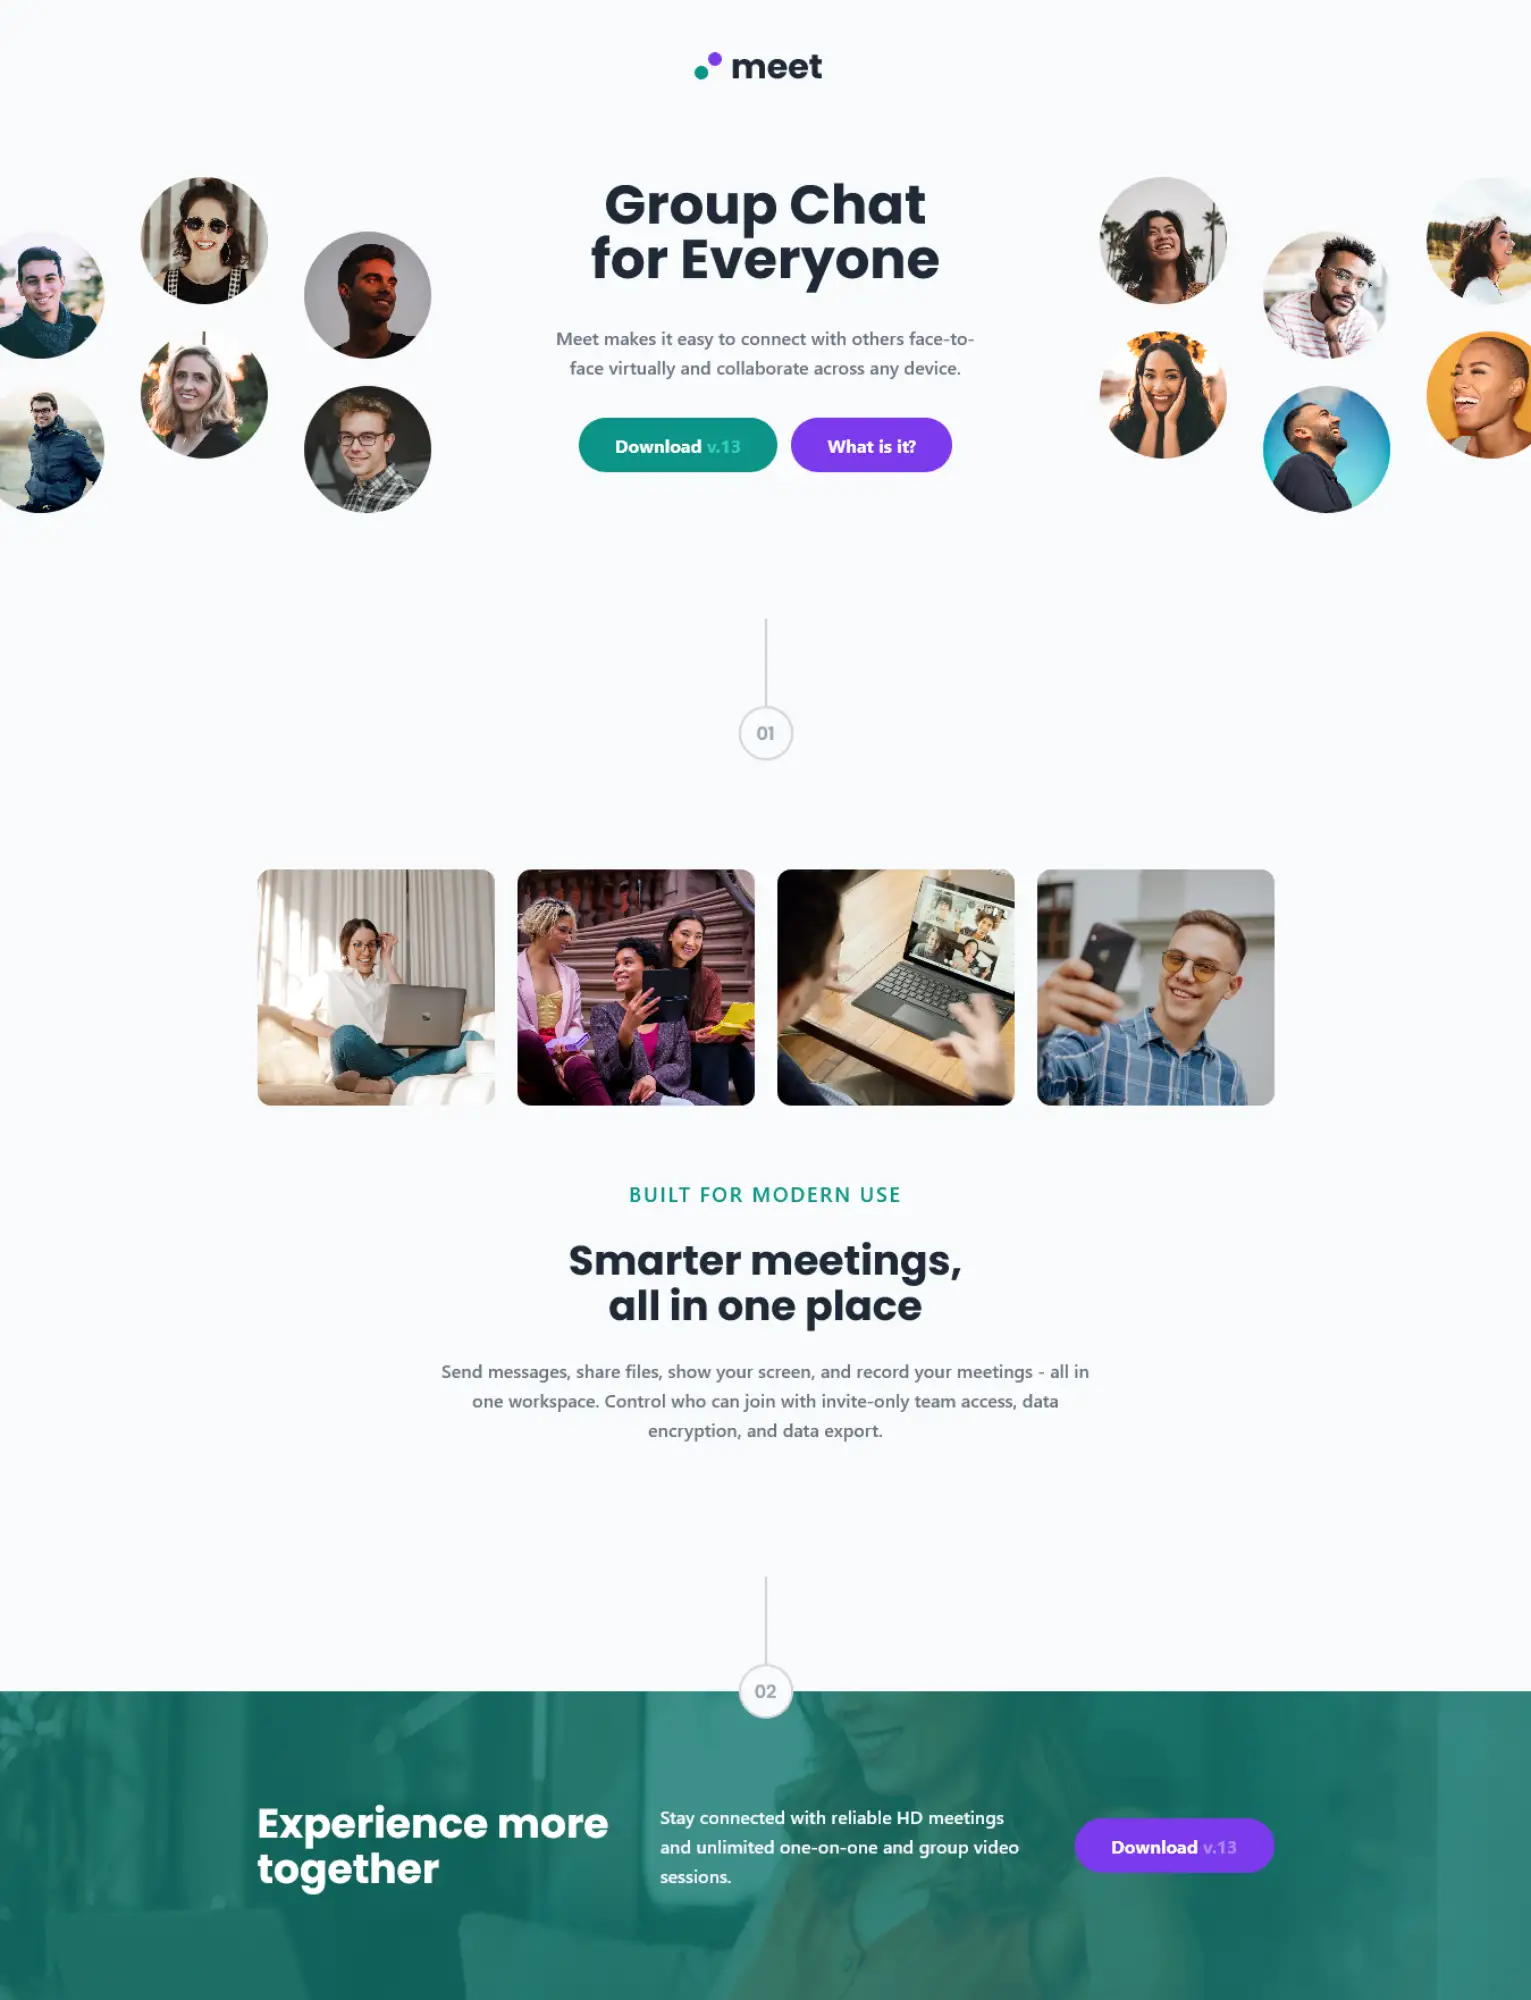 meet
Group Chat
for Everyone
Meet makes it easy to connect with others face-to-
face virtually and collaborate across any device.
Download v.13
What is it?
01
BUILT FOR MODERN USE
Smarter meetings,
all in one place
Send messages, share files, show your screen, and record your meetings - all in
one workspace. Control who can join with invite-only team access, data
encryption, and data export.
02
Experience more
together
Stay connected with reliable HD meetings
and unlimited one-on-one and group video
sessions.
Download v.13